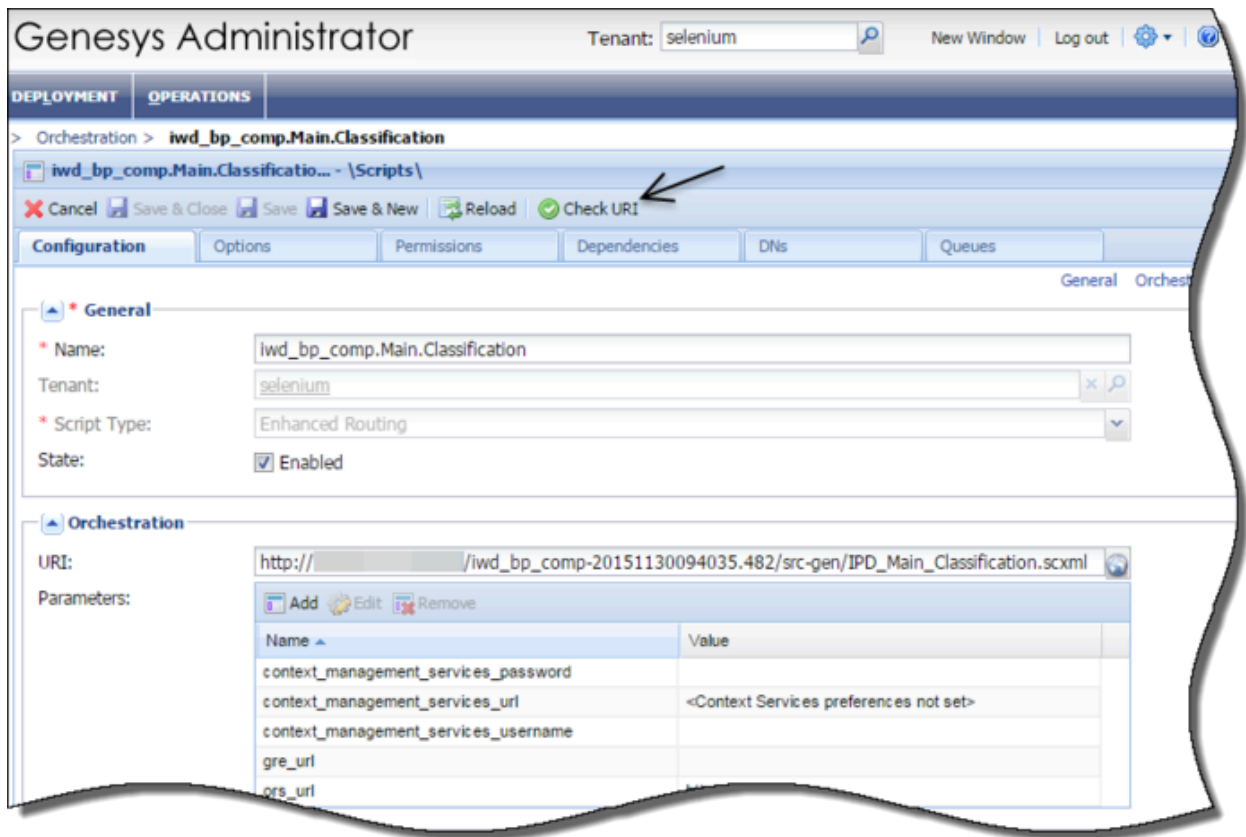 Genesys Administrator Tenant: selenium New Window Log out
DEPLOYMENT OPERATIONS
> Orchestration > iwd_bp_comp.Main.Classification
iwd_bp_comp.Main.Classificatio... - \Scripts\
Cancel Save & Close Save Save & New Reload Check URI
Configuration Options Permissions Dependencies DNs Queues
General Orchest
* General
* Name: iwd_bp_comp.Main.Classification
Tenant: selenium
* Script Type: Enhanced Routing
State: Enabled
Orchestration
URI: http:// /iwd_bp_comp-20151130094035.482/src-gen/IPD_Main_Classification.scxml
Parameters: Add Edit Remove
Name Value
context_management_services_password
context_management_services_url <Context Services preferences not set>
context_management_services_username
gre_url
ors_url